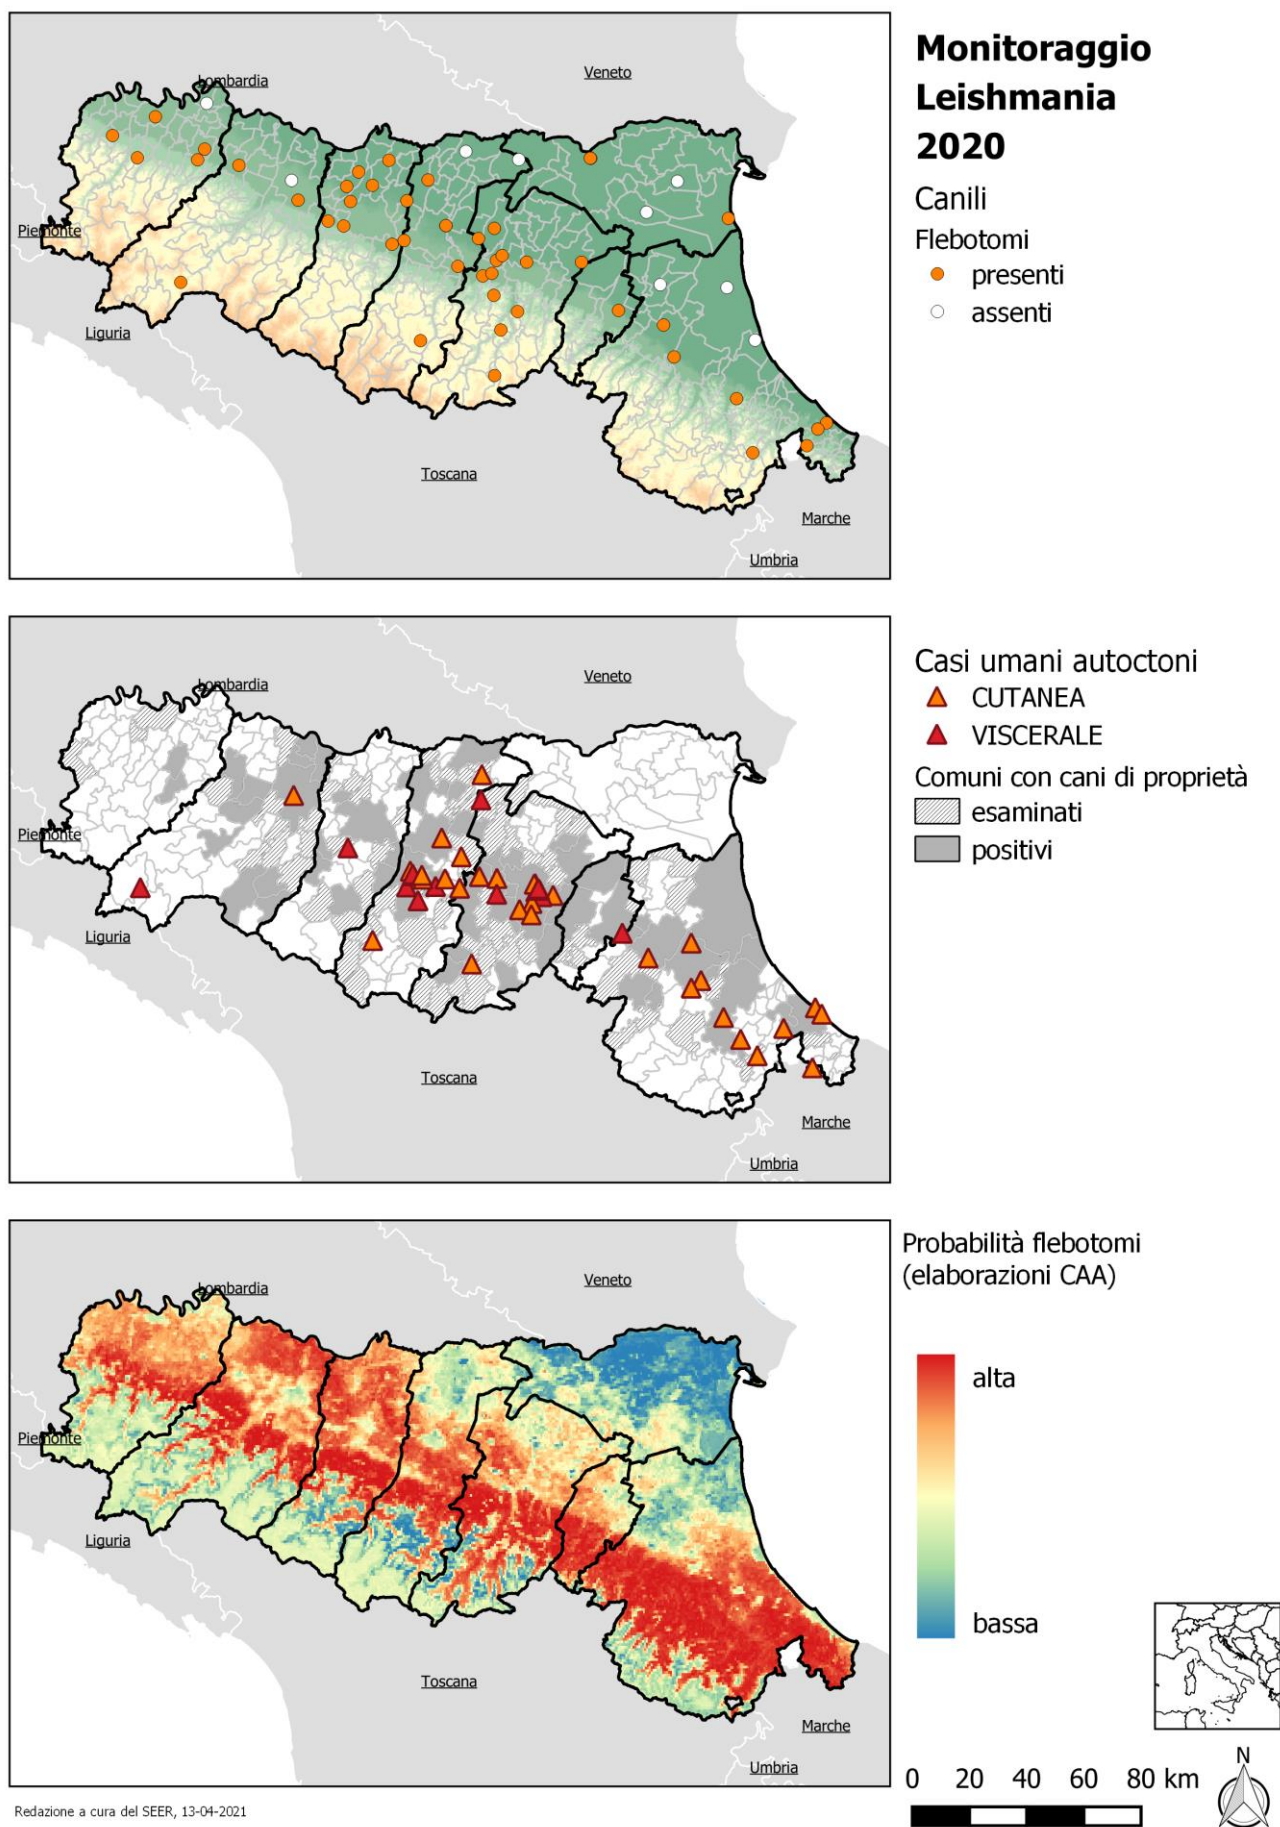 Monitoraggio
Leishmania
2020
Canili
Flebotomi
presenti
assenti
Lombardia
Veneto
Piemonte
Liguria
Toscana
Marche
Umbria
Casi umani autoctoni
CUTANEA
VISCERALE
Comuni con cani di proprietà
esaminati
positivi
Lombardia
Veneto
Piemonte
Liguria
Toscana
Marche
Umbria
Probabilità flebotomi
(elaborazioni CAA)
alta
bassa
Lombardia
Veneto
Piemonte
Liguria
Toscana
Marche
Umbria
N
0 20 40 60 80 km
Redazione a cura del SEER, 13-04-2021